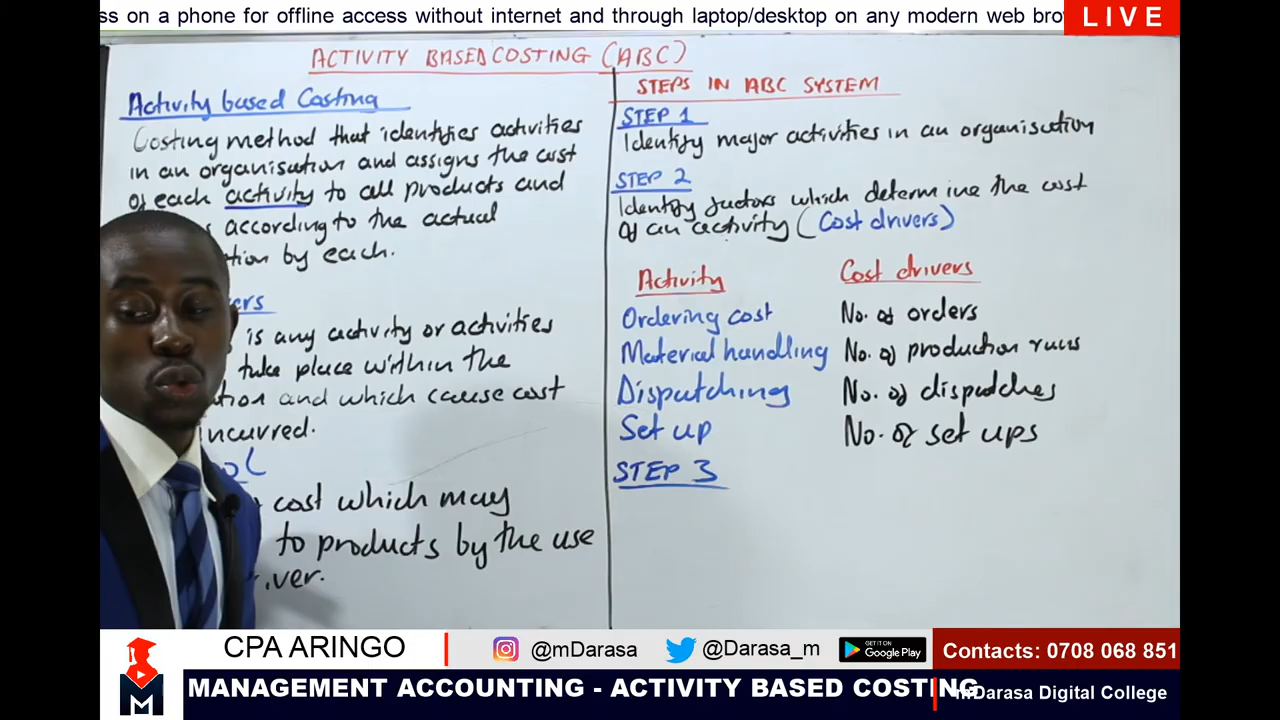 ss on a phone for offline access without internet and through laptop/desktop on any modern web bro
LIVE
ACTIVITY BASED COSTING (ABC)
Activity based Costing
Costing method that identifies activities
in an organisation and assigns the cost
of each activity to all products and
according to the actual
tion by each.
ers
is any activity or activities
take place within the
tion and which cause cost
incurred.
ol
cost which may
to products by the use
river.
STEPS IN ABC SYSTEM
STEP 1
Identify major activities in an organisation
STEP 2
Identify factors which determine the cost
of an activity (Cost drivers)
Activity Cost drivers
Ordering cost No. of orders
Material handling No. of production runs
Dispatching No. of dispatches
Set up No. of set ups
STEP 3
CPA ARINGO
@mDarasa
@Darasa_m
GET IT ON
Google Play
Contacts: 0708 068 851
M
MANAGEMENT ACCOUNTING - ACTIVITY BASED COSTING
mDarasa Digital College